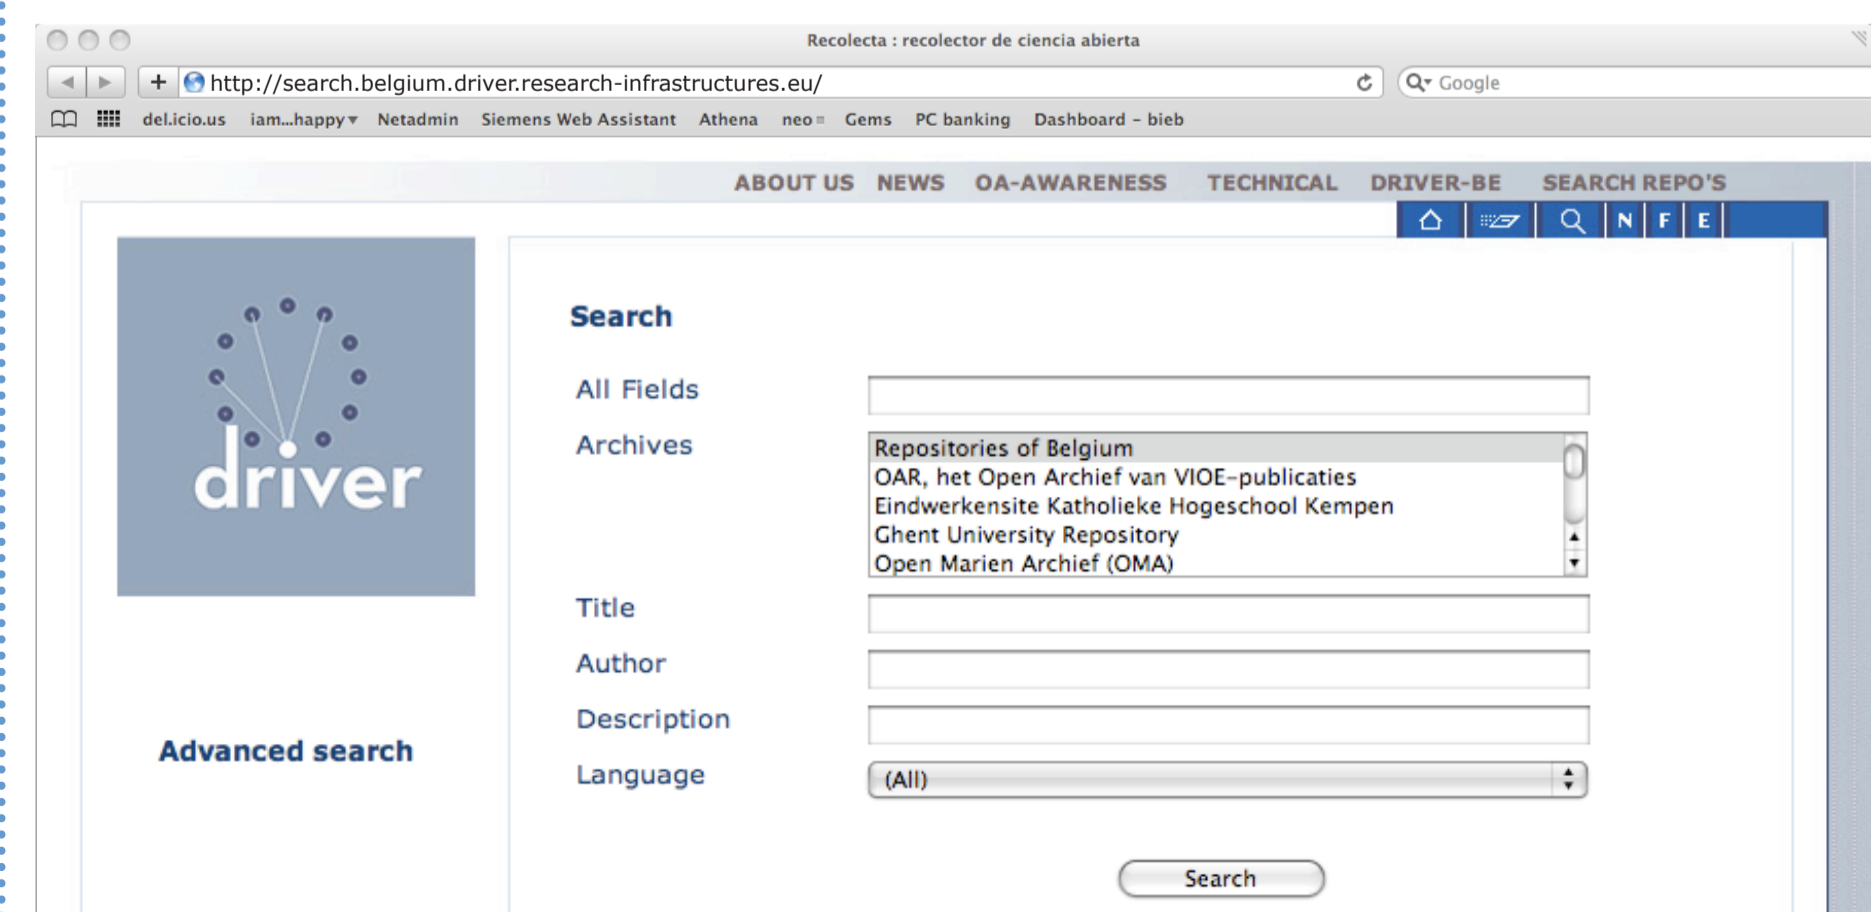 Recolecta : recolector de ciencia abierta
http://search.belgium.driver.research-infrastructures.eu/
Google
del.icio.us iam...happy Netadmin Siemens Web Assistant Athena neo Gems PC banking Dashboard – bieb
ABOUT US NEWS OA-AWARENESS TECHNICAL DRIVER-BE SEARCH REPO'S
N F E
driver
Advanced search
Search
All Fields
Archives
Repositories of Belgium
OAR, het Open Archief van VIOE-publicaties
Eindwerkensite Katholieke Hogeschool Kempen
Ghent University Repository
Open Marien Archief (OMA)
Title
Author
Description
Language
(All)
Search